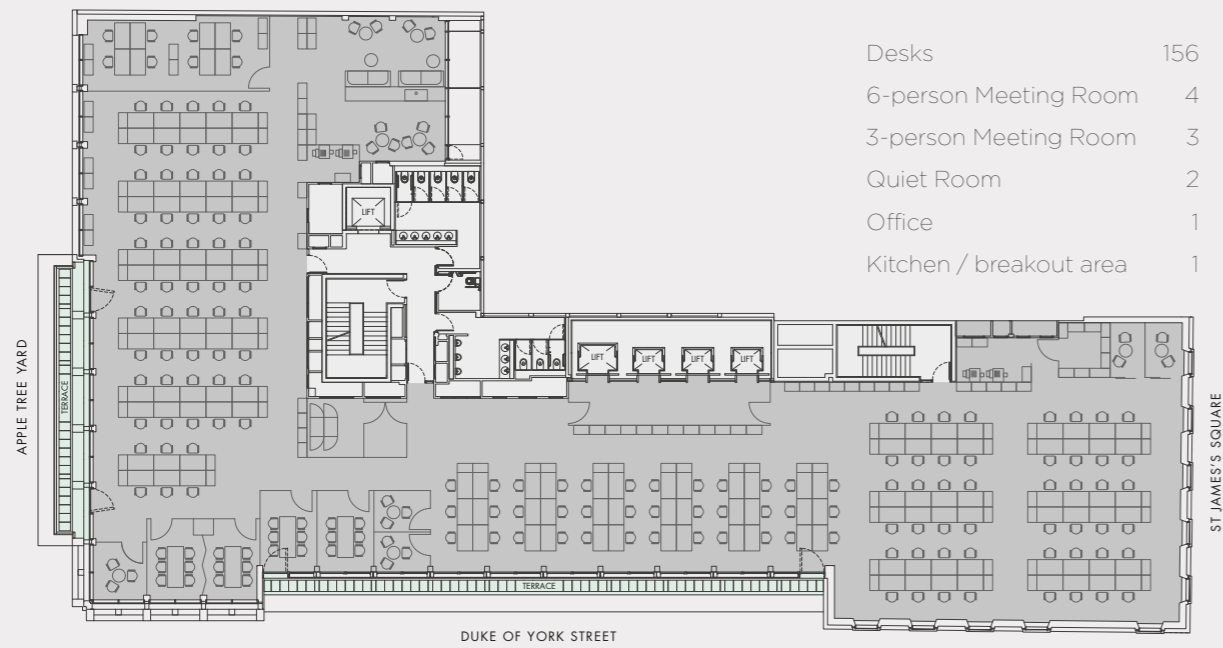 Desks 156
6-person Meeting Room 4
3-person Meeting Room 3
Quiet Room 2
Office 1
Kitchen / breakout area 1
LIFT
LIFT
LIFT
LIFT
LIFT
APPLE TREE YARD
TERRACE
ST JAMES'S SQUARE
TERRACE
DUKE OF YORK STREET